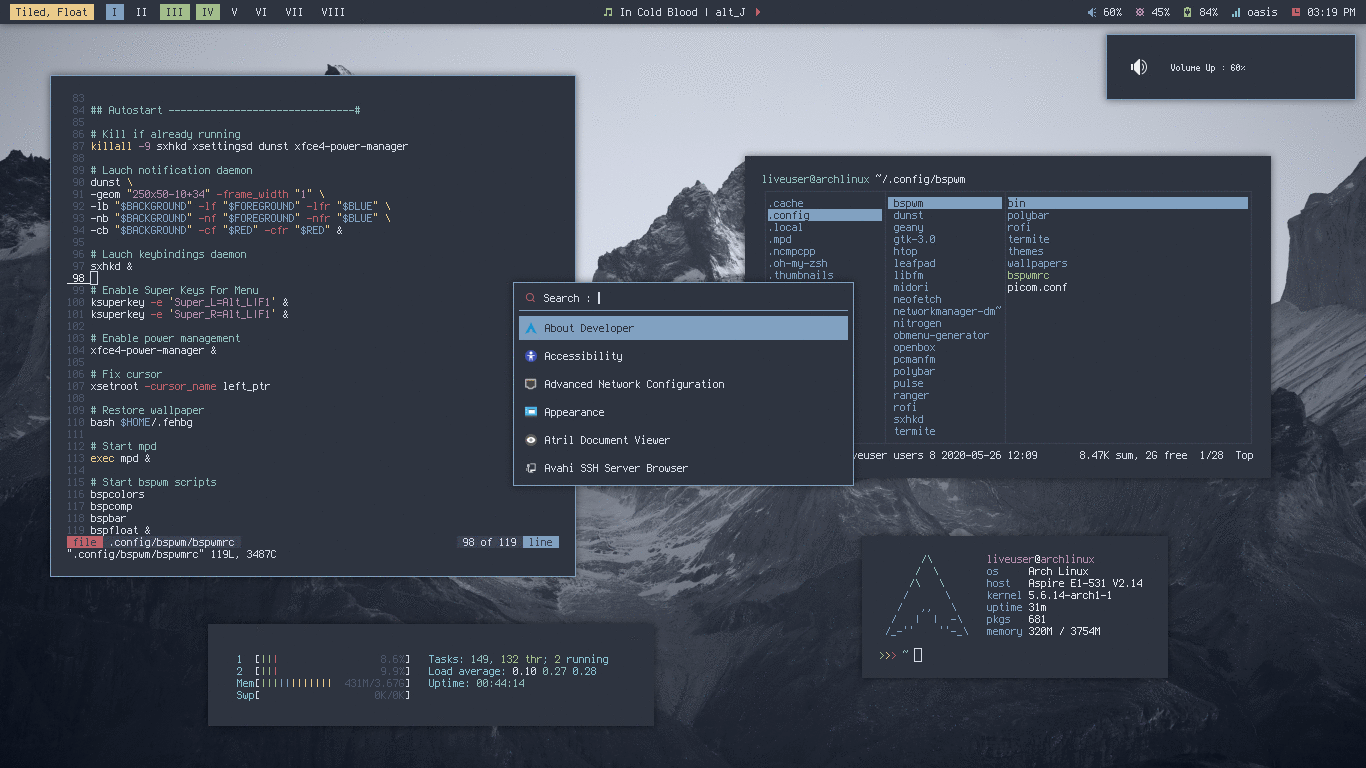 Tiled, Float I II III IV V VI VII VIII
In Cold Blood | alt_J
60% 45% 84% oasis 03:19 PM
Volume Up : 60%
83
84 ## Autostart -------------------------------#
85
86 # Kill if already running
87 killall -9 sxhkd xsettingsd dunst xfce4-power-manager
88
89 # Lauch notification daemon
90 dunst \
91 -geom "250x50-10+34" -frame_width "1" \
92 -lb "$BACKGROUND" -lf "$FOREGROUND" -lfr "$BLUE" \
93 -nb "$BACKGROUND" -nf "$FOREGROUND" -nfr "$BLUE" \
94 -cb "$BACKGROUND" -cf "$RED" -cfr "$RED" &
95
96 # Lauch keybindings daemon
97 sxhkd &
98
99 # Enable Super Keys For Menu
100 ksuperkey -e 'Super_L=Alt_L|F1' &
101 ksuperkey -e 'Super_R=Alt_L|F1' &
102
103 # Enable power management
104 xfce4-power-manager &
105
106 # Fix cursor
107 xsetroot -cursor_name left_ptr
108
109 # Restore wallpaper
110 bash $HOME/.fehbg
111
112 # Start mpd
113 exec mpd &
114
115 # Start bspwm scripts
116 bspcolors
117 bspcomp
118 bspbar
119 bspfloat &
file .config/bspwm/bspwmrc 98 of 119 line
".config/bspwm/bspwmrc" 119L, 3487C
liveuser@archlinux ~/.config/bspwm
.cache
.config
.local
.mpd
.ncmpcpp
.oh-my-zsh
.thumbnails
bspwm
dunst
geany
gtk-3.0
htop
leafpad
libfm
midori
neofetch
networkmanager-dm~
nitrogen
obmenu-generator
openbox
pcmanfm
polybar
pulse
ranger
rofi
sxhkd
termite
bin
polybar
rofi
termite
themes
wallpapers
bspwmrc
picom.conf
veuser users 8 2020-05-26 12:09 8.47K sum, 2G free 1/28 Top
Search :
About Developer
Accessibility
Advanced Network Configuration
Appearance
Atril Document Viewer
Avahi SSH Server Browser
liveuser@archlinux
os Arch Linux
host Aspire E1-531 V2.14
kernel 5.6.14-arch1-1
uptime 31m
pkgs 681
memory 320M / 3754M
>>> ~
1 [||| 8.6%] Tasks: 149, 132 thr; 2 running
2 [||| 9.9%] Load average: 0.10 0.27 0.28
Mem[|||||||||||| 431M/3.67G] Uptime: 00:44:14
Swp[ 0K/0K]